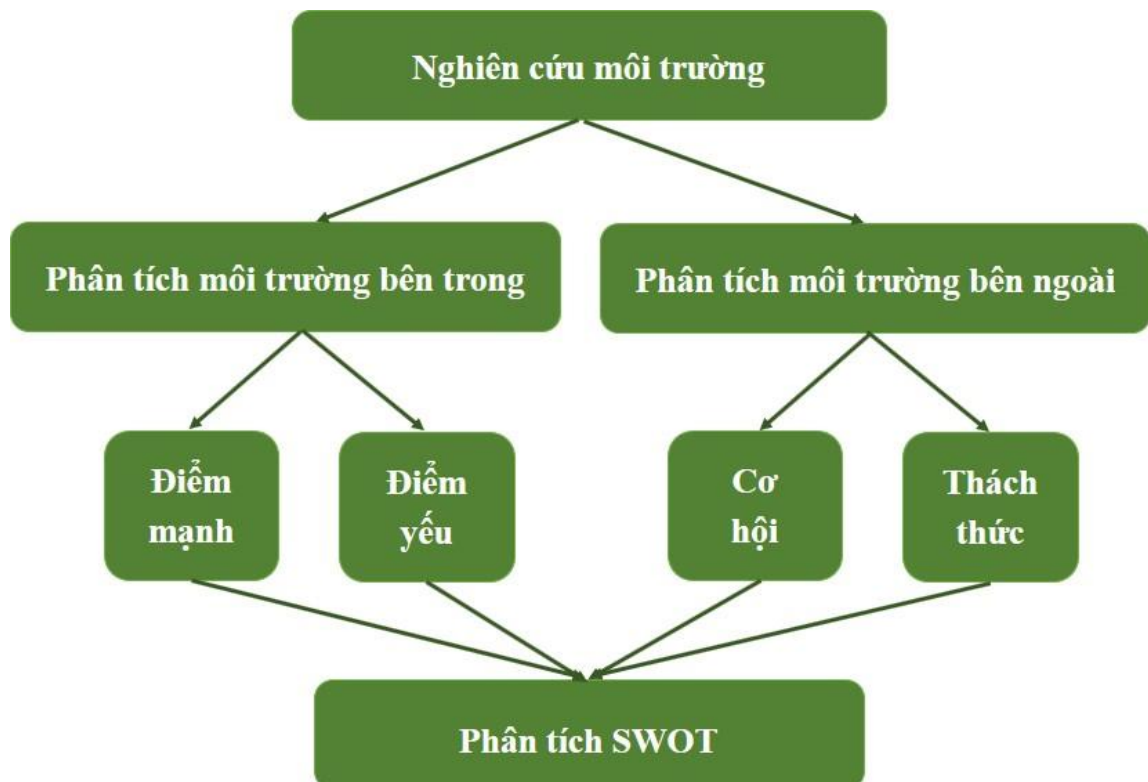 Nghiên cứu môi trường
Phân tích môi trường bên trong
Phân tích môi trường bên ngoài
Điểm
mạnh
Điểm
yếu
Cơ
hội
Thách
thức
Phân tích SWOT